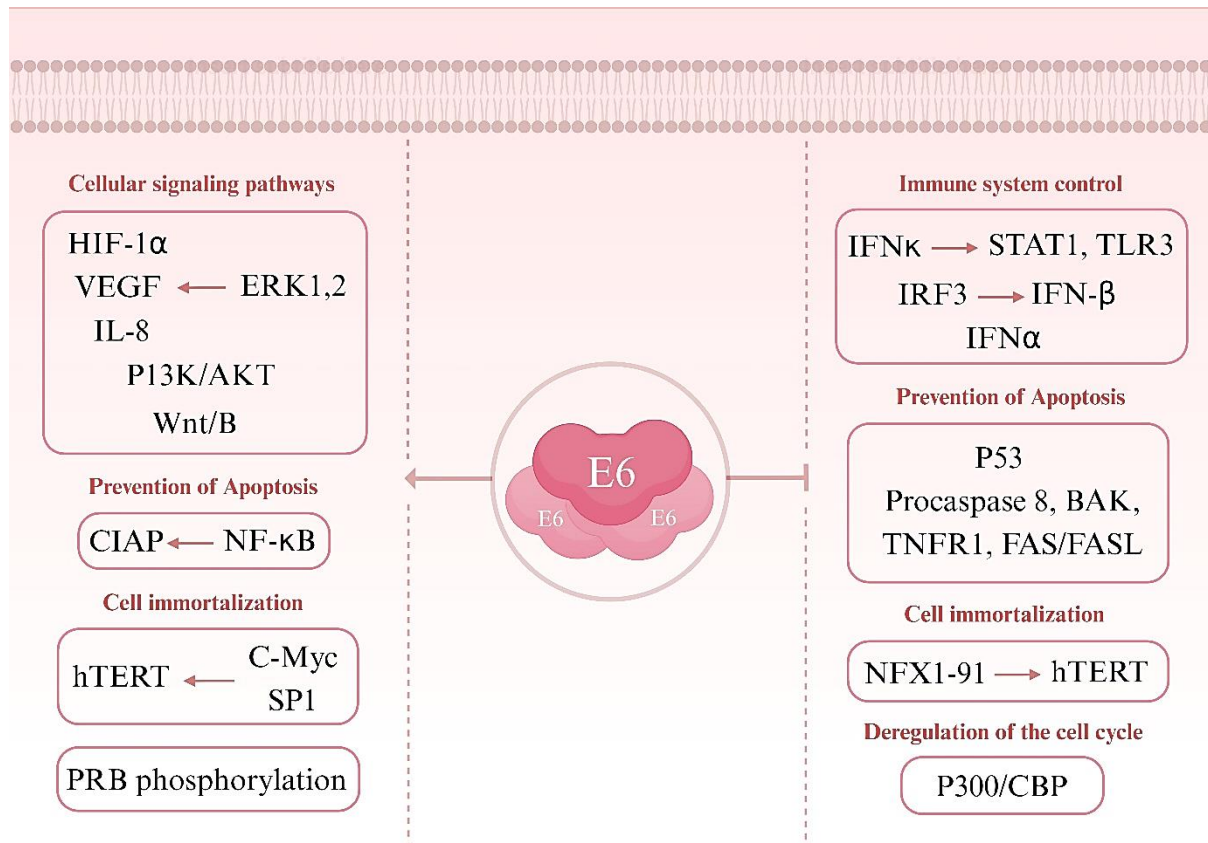 Cellular signaling pathways
HIF-1α
VEGF ← ERK1,2
IL-8
P13K/AKT
Wnt/B
Prevention of Apoptosis
CIAP ← NF-κB
Cell immortalization
hTERT ← C-Myc
SP1
PRB phosphorylation
E6
E6
E6
Immune system control
IFNκ → STAT1, TLR3
IRF3 → IFN-β
IFNα
Prevention of Apoptosis
P53
Procaspase 8, BAK,
TNFR1, FAS/FASL
Cell immortalization
NFX1-91 → hTERT
Deregulation of the cell cycle
P300/CBP